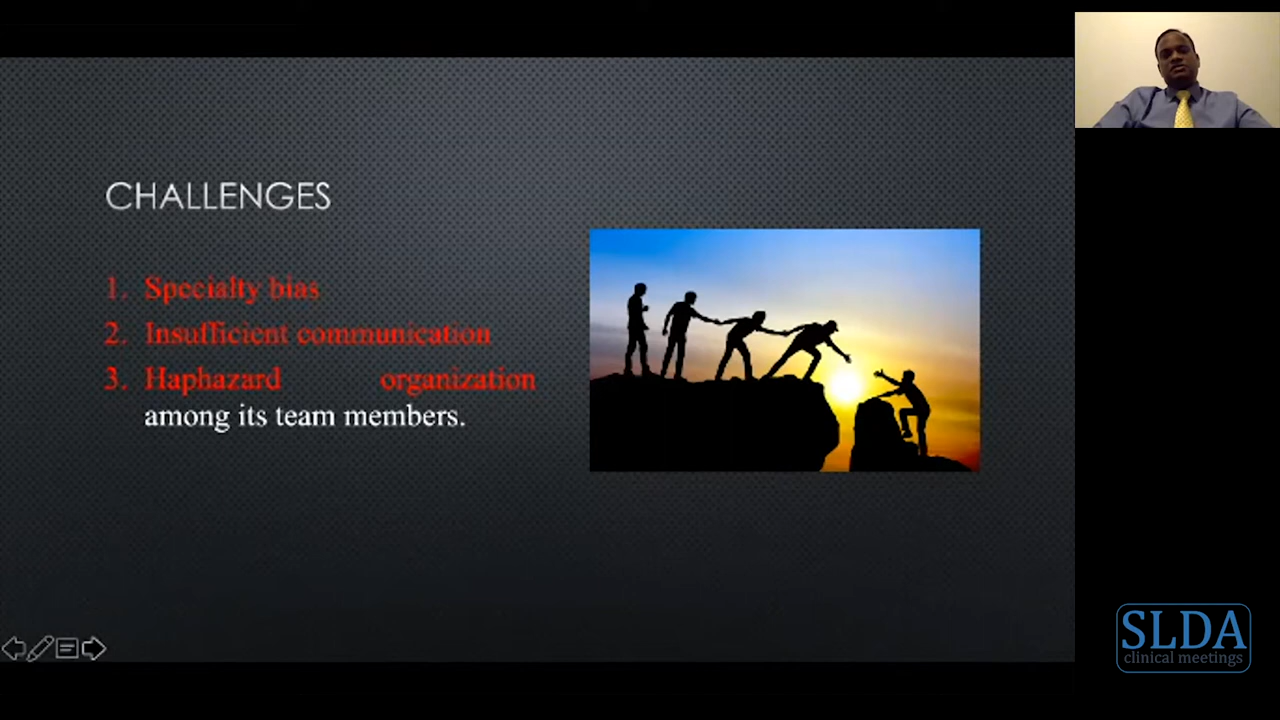 CHALLENGES
1. Specialty bias
2. Insufficient communication
3. Haphazard organization
among its team members.
SLDA
clinical meetings